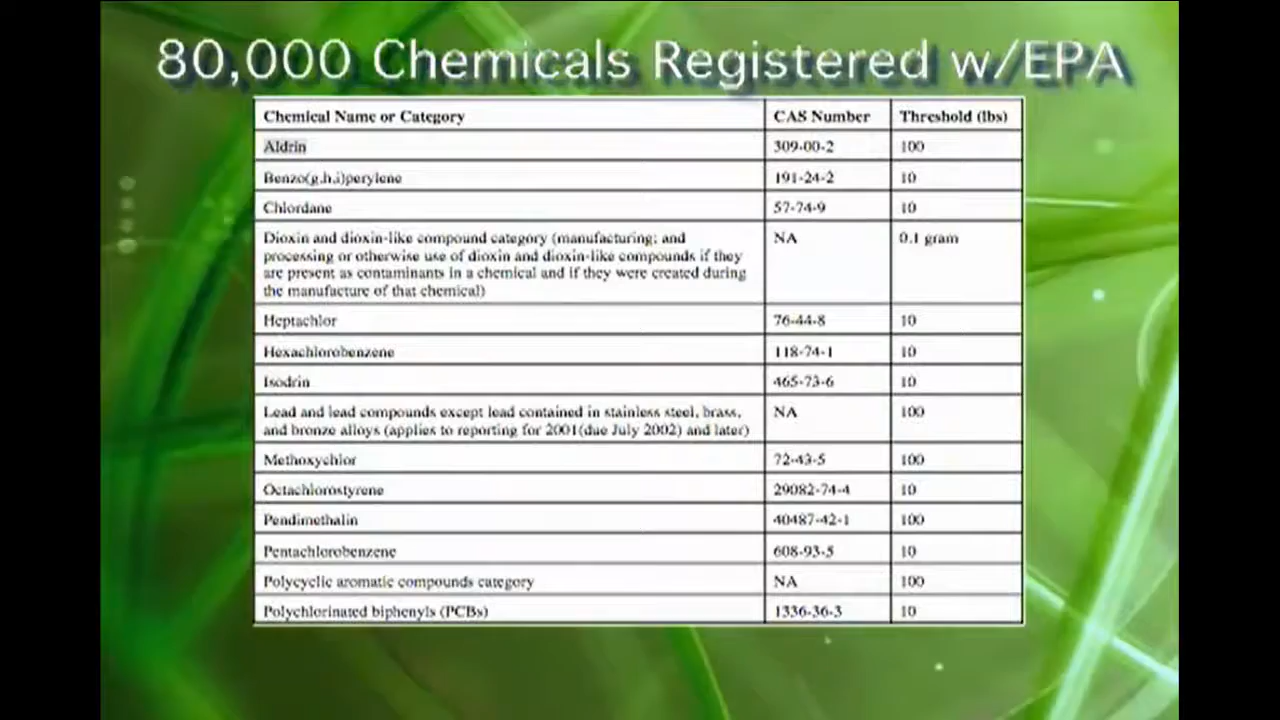 80,000 Chemicals Registered w/EPA
Chemical Name or Category CAS Number Threshold (lbs)
Aldrin 309-00-2 100
Benzo(g.h.i)perylene 191-24-2 10
Chlordane 57-74-9 10
Dioxin and dioxin-like compound category (manufacturing; and NA 0.1 gram
processing or otherwise use of dioxin and dioxin-like compounds if they
are present as contaminants in a chemical and if they were created during
the manufacture of that chemical)
Heptachlor 76-44-8 10
Hexachlorobenzene 118-74-1 10
Isodrin 465-73-6 10
Lead and lead compounds except lead contained in stainless steel, brass, NA 100
and bronze alloys (applies to reporting for 2001(due July 2002) and later)
Methoxychlor 72-43-5 100
Octachlorostyrene 29082-74-4 10
Pendimethalin 40487-42-1 100
Pentachlorobenzene 608-93-5 10
Polycyclic aromatic compounds category NA 100
Polychlorinated biphenyls (PCBs) 1336-36-3 10